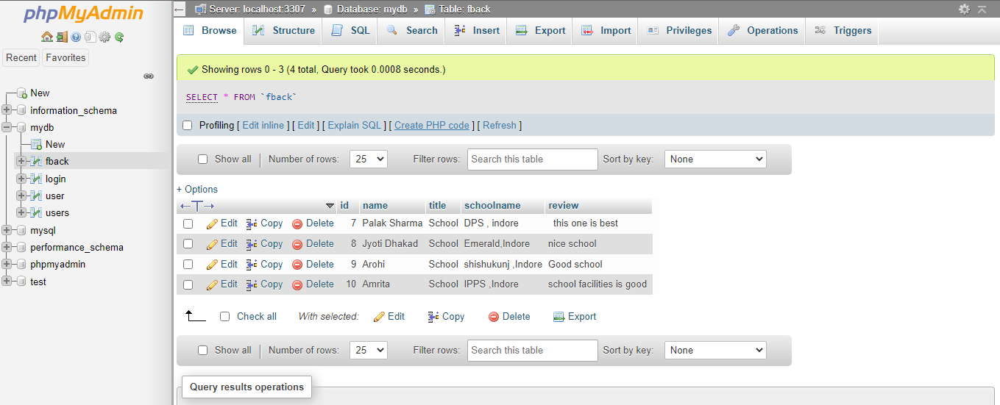 phpMyAdmin
Server: localhost:3307 » Database: mydb » Table: fback
Recent Favorites
New
information_schema
mydb
New
fback
login
user
users
mysql
performance_schema
phpmyadmin
test
Browse Structure SQL Search Insert Export Import Privileges Operations Triggers
Showing rows 0 - 3 (4 total, Query took 0.0008 seconds.)
SELECT * FROM `fback`
Profiling [ Edit inline ] [ Edit ] [ Explain SQL ] [ Create PHP code ] [ Refresh ]
Show all | Number of rows: 25 Filter rows: Search this table Sort by key: None
+ Options
←T→ id name title schoolname review
Edit Copy Delete 7 Palak Sharma School DPS , indore this one is best
Edit Copy Delete 8 Jyoti Dhakad School Emerald,Indore nice school
Edit Copy Delete 9 Arohi School shishukunj ,Indore Good school
Edit Copy Delete 10 Amrita School IPPS ,Indore school facilities is good
Check all With selected: Edit Copy Delete Export
Show all | Number of rows: 25 Filter rows: Search this table Sort by key: None
Query results operations